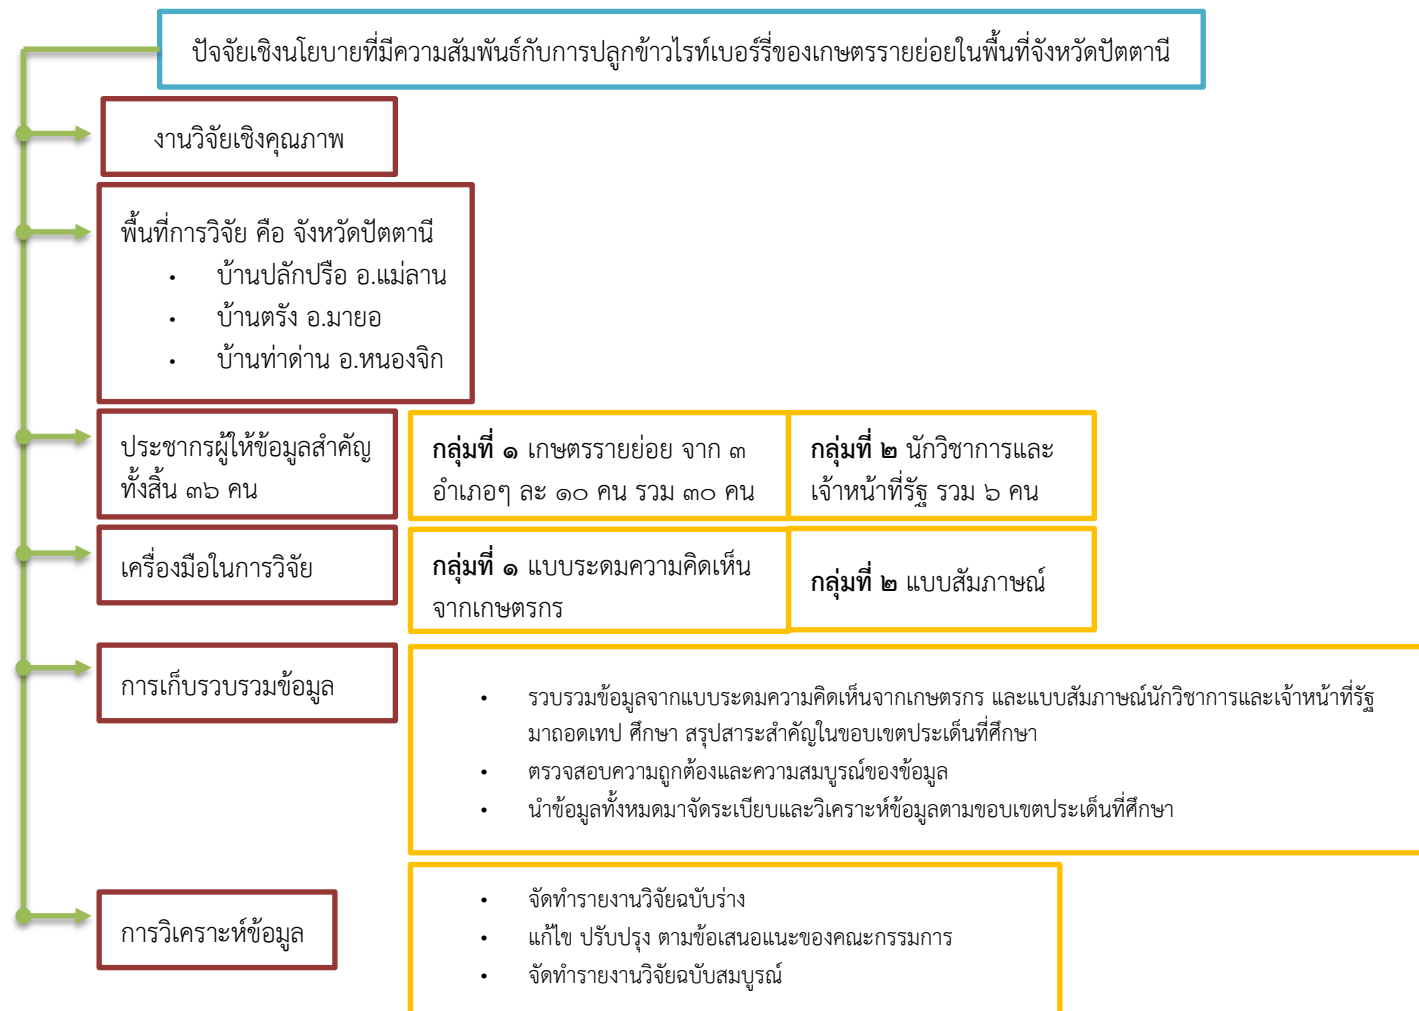 ปัจจัยเชิงนโยบายที่มีความสัมพันธ์กับการปลูกข้าวไรท์เบอร์รี่ของเกษตรรายย่อยในพื้นที่จังหวัดปัตตานี
งานวิจัยเชิงคุณภาพ
พื้นที่การวิจัย คือ จังหวัดปัตตานี
• บ้านปลักปรือ อ.แม่ลาน
• บ้านตรัง อ.มายอ
• บ้านท่าด่าน อ.หนองจิก
ประชากรผู้ให้ข้อมูลสำคัญ
ทั้งสิ้น ๓๖ คน
กลุ่มที่ ๑ เกษตรรายย่อย จาก ๓
อำเภอๆ ละ ๑๐ คน รวม ๓๐ คน
กลุ่มที่ ๒ นักวิชาการและ
เจ้าหน้าที่รัฐ รวม ๖ คน
เครื่องมือในการวิจัย
กลุ่มที่ ๑ แบบระดมความคิดเห็น
จากเกษตรกร
กลุ่มที่ ๒ แบบสัมภาษณ์
การเก็บรวบรวมข้อมูล
• รวบรวมข้อมูลจากแบบระดมความคิดเห็นจากเกษตรกร และแบบสัมภาษณ์นักวิชาการและเจ้าหน้าที่รัฐ
มาถอดเทป ศึกษา สรุปสาระสำคัญในขอบเขตประเด็นที่ศึกษา
• ตรวจสอบความถูกต้องและความสมบูรณ์ของข้อมูล
• นำข้อมูลทั้งหมดมาจัดระเบียบและวิเคราะห์ข้อมูลตามขอบเขตประเด็นที่ศึกษา
การวิเคราะห์ข้อมูล
• จัดทำรายงานวิจัยฉบับร่าง
• แก้ไข ปรับปรุง ตามข้อเสนอแนะของคณะกรรมการ
• จัดทำรายงานวิจัยฉบับสมบูรณ์